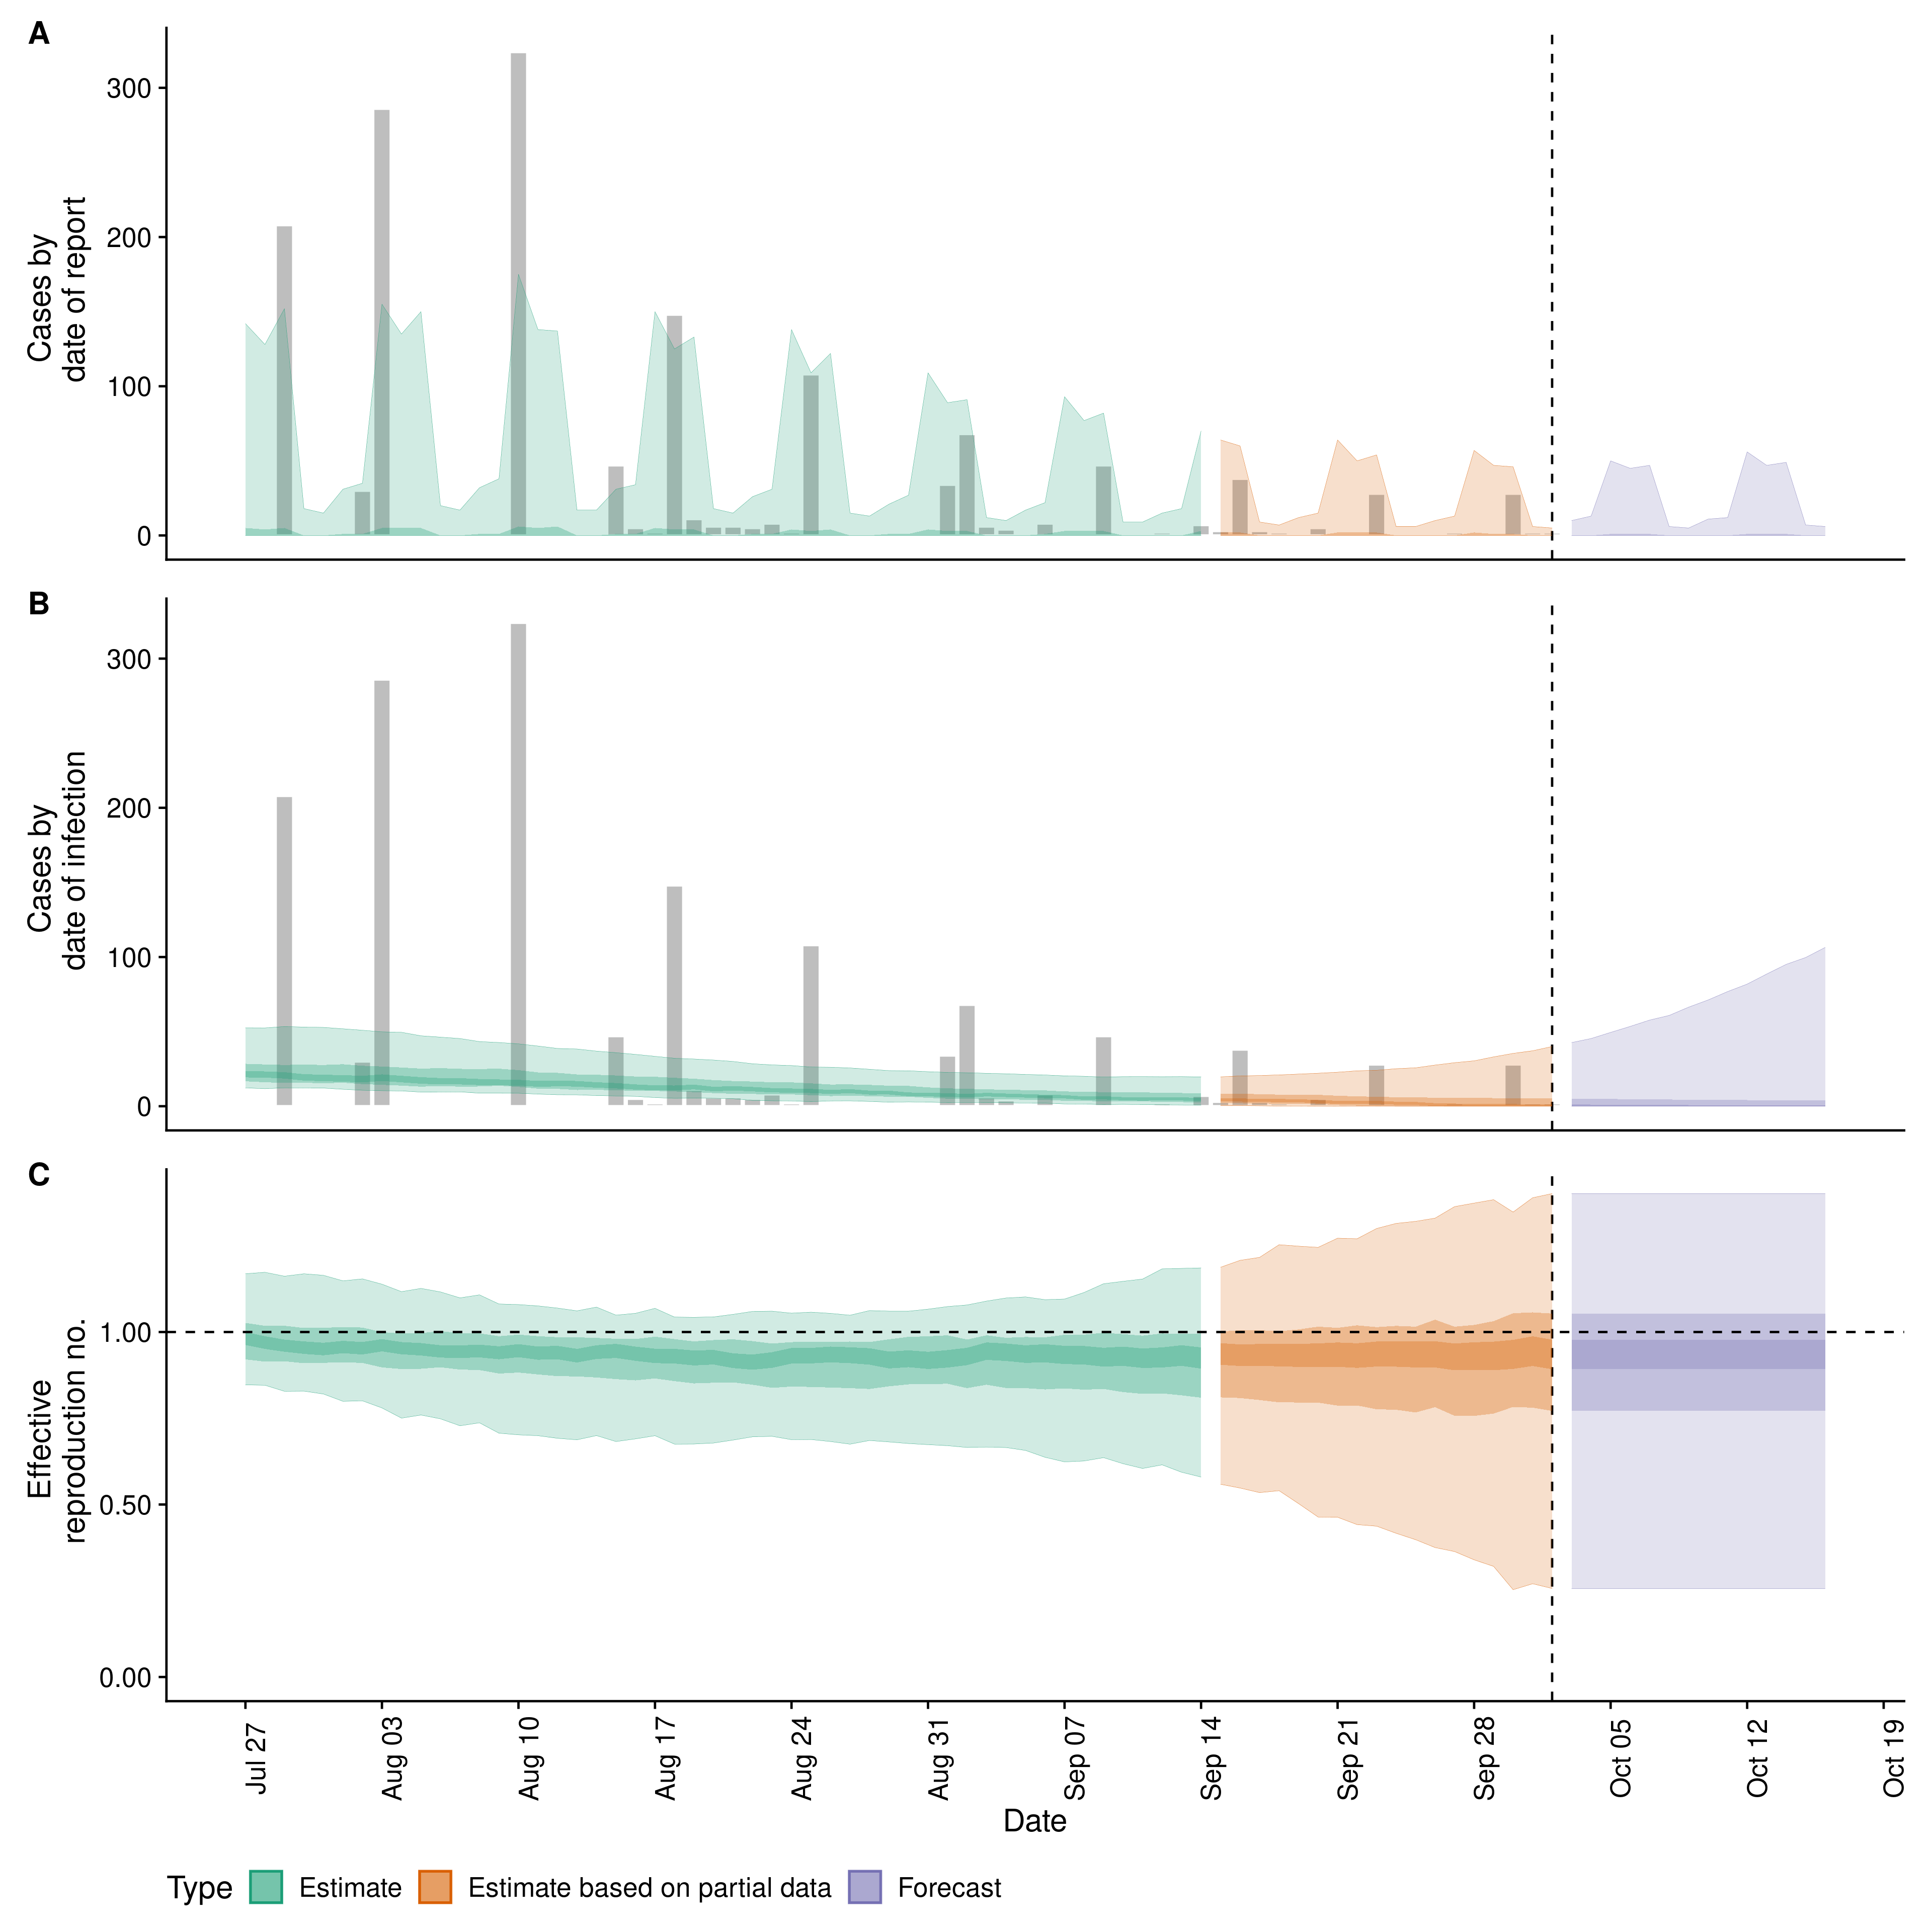 A
Cases by
date of report
300
200
100
0
B
Cases by
date of infection
300
200
100
0
C
Effective
reproduction no.
1.00
0.50
0.00
Jul 27
Aug 03
Aug 10
Aug 17
Aug 24
Aug 31
Sep 07
Sep 14
Sep 21
Sep 28
Oct 05
Oct 12
Oct 19
Date
Type Estimate Estimate based on partial data Forecast